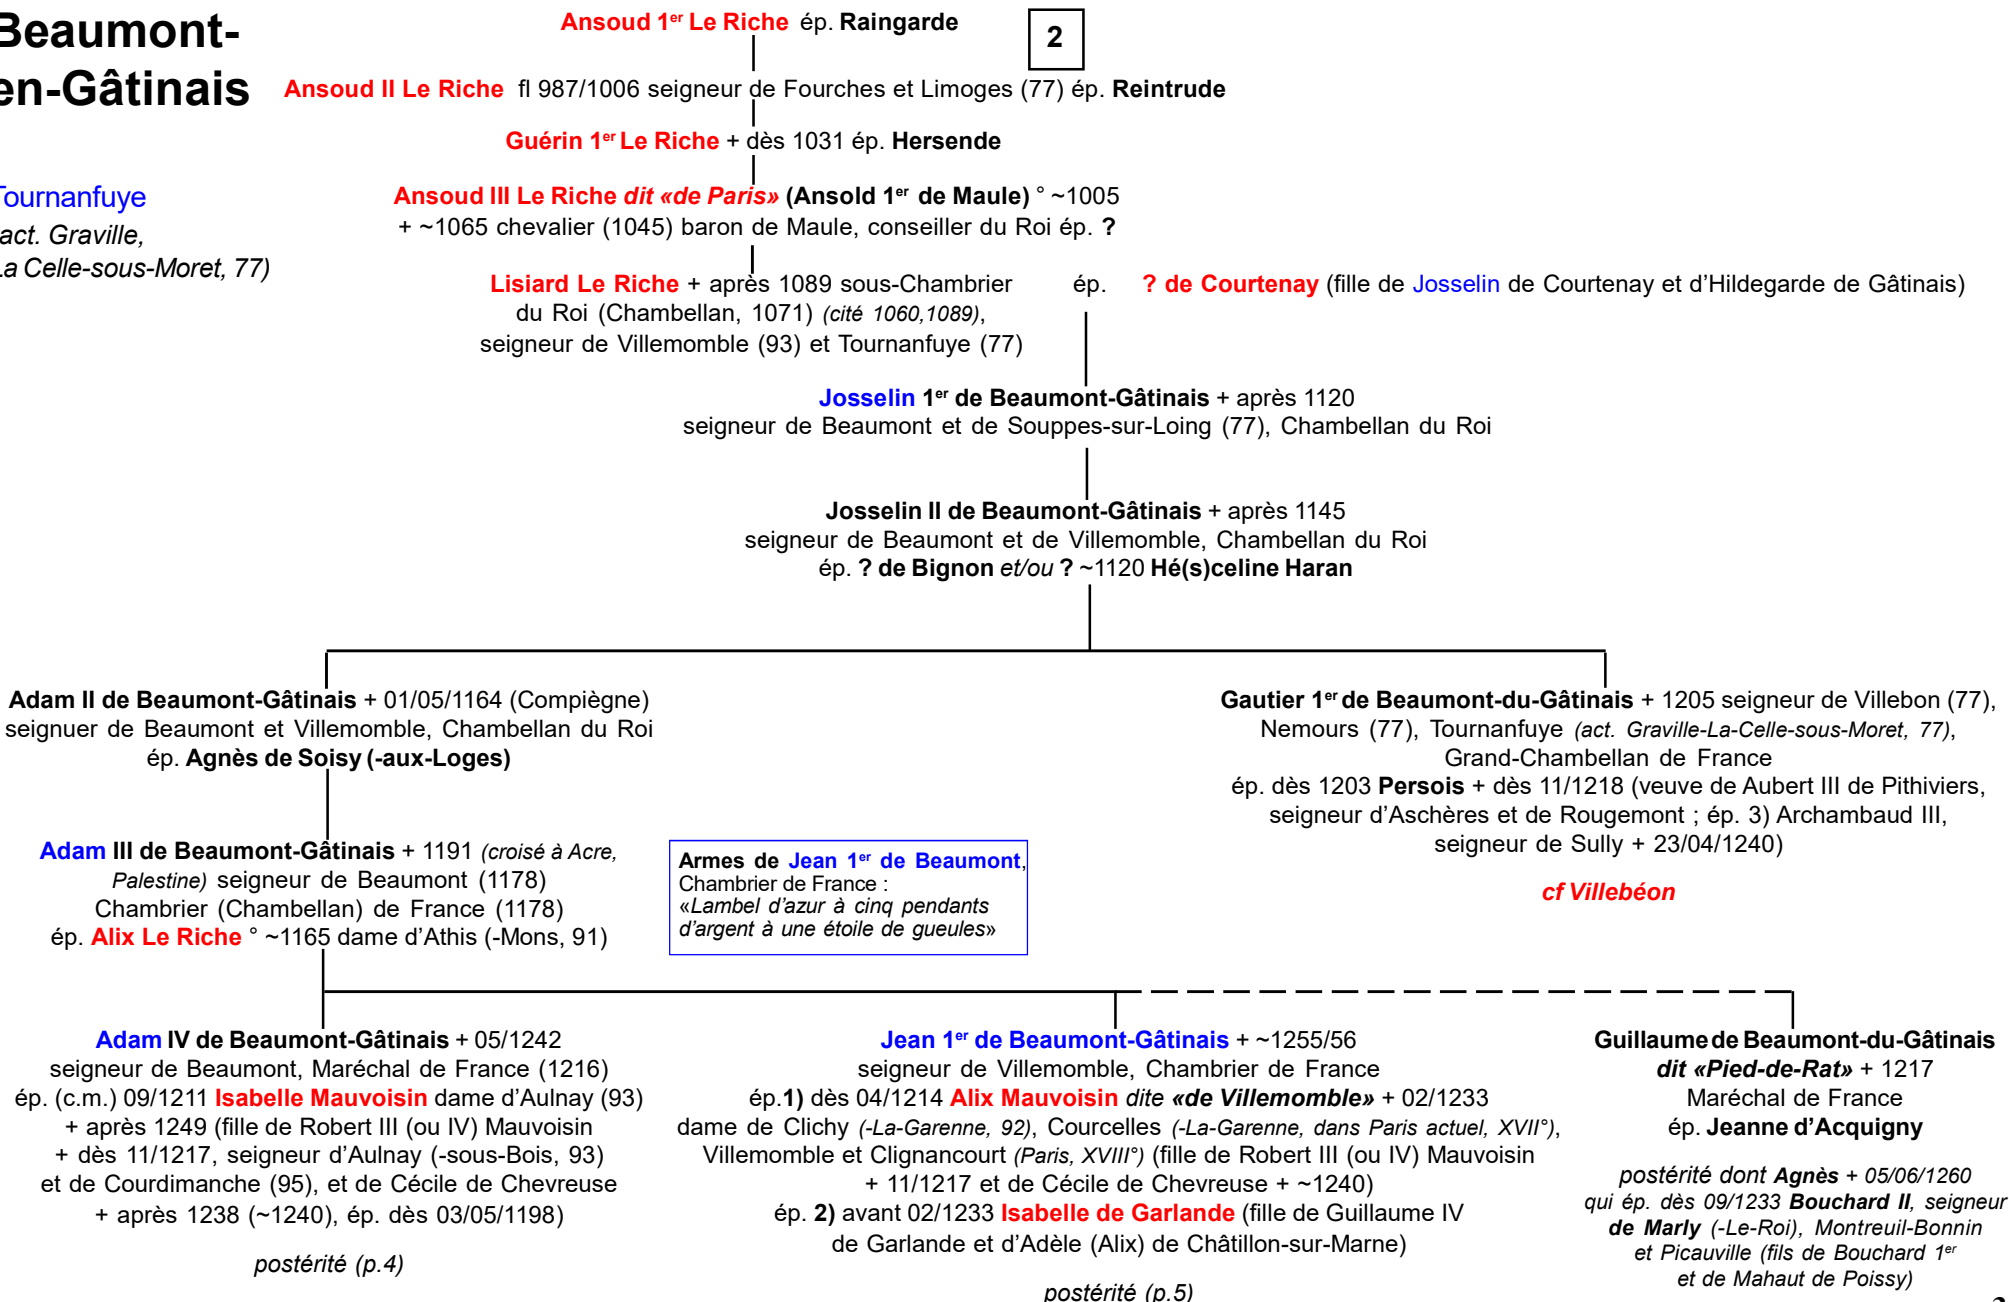 Beaumont-
en-Gâtinais
Tournanfuye
act. Graville,
La Celle-sous-Moret, 77)
2
Ansoud 1er Le Riche ép. Raingarde
Ansoud II Le Riche fl 987/1006 seigneur de Fourches et Limoges (77) ép. Reintrude
Guérin 1er Le Riche + dès 1031 ép. Hersende
Ansoud III Le Riche dit «de Paris» (Ansold 1er de Maule) ° ~1005
+ ~1065 chevalier (1045) baron de Maule, conseiller du Roi ép. ?
Lisiard Le Riche + après 1089 sous-Chambrier
du Roi (Chambellan, 1071) (cité 1060,1089),
seigneur de Villemomble (93) et Tournanfuye (77)
ép. ? de Courtenay (fille de Josselin de Courtenay et d'Hildegarde de Gâtinais)
Josselin 1er de Beaumont-Gâtinais + après 1120
seigneur de Beaumont et de Souppes-sur-Loing (77), Chambellan du Roi
Josselin II de Beaumont-Gâtinais + après 1145
seigneur de Beaumont et de Villemomble, Chambellan du Roi
ép. ? de Bignon et/ou ? ~1120 Hé(s)celine Haran
Adam II de Beaumont-Gâtinais + 01/05/1164 (Compiègne)
seignuer de Beaumont et Villemomble, Chambellan du Roi
ép. Agnès de Soisy (-aux-Loges)
Gautier 1er de Beaumont-du-Gâtinais + 1205 seigneur de Villebon (77),
Nemours (77), Tournanfuye (act. Graville-La-Celle-sous-Moret, 77),
Grand-Chambellan de France
ép. dès 1203 Persois + dès 11/1218 (veuve de Aubert III de Pithiviers,
seigneur d'Aschères et de Rougemont ; ép. 3) Archambaud III,
seigneur de Sully + 23/04/1240)
cf Villebéon
Adam III de Beaumont-Gâtinais + 1191 (croisé à Acre,
Palestine) seigneur de Beaumont (1178)
Chambrier (Chambellan) de France (1178)
ép. Alix Le Riche ° ~1165 dame d'Athis (-Mons, 91)
Armes de Jean 1er de Beaumont,
Chambrier de France :
«Lambel d'azur à cinq pendants
d'argent à une étoile de gueules»
Adam IV de Beaumont-Gâtinais + 05/1242
seigneur de Beaumont, Maréchal de France (1216)
ép. (c.m.) 09/1211 Isabelle Mauvoisin dame d'Aulnay (93)
+ après 1249 (fille de Robert III (ou IV) Mauvoisin
+ dès 11/1217, seigneur d'Aulnay (-sous-Bois, 93)
et de Courdimanche (95), et de Cécile de Chevreuse
+ après 1238 (~1240), ép. dès 03/05/1198)
postérité (p.4)
Jean 1er de Beaumont-Gâtinais + ~1255/56
seigneur de Villemomble, Chambrier de France
ép.1) dès 04/1214 Alix Mauvoisin dite «de Villemomble» + 02/1233
dame de Clichy (-La-Garenne, 92), Courcelles (-La-Garenne, dans Paris actuel, XVII°),
Villemomble et Clignancourt (Paris, XVIII°) (fille de Robert III (ou IV) Mauvoisin
+ 11/1217 et de Cécile de Chevreuse + ~1240)
ép. 2) avant 02/1233 Isabelle de Garlande (fille de Guillaume IV
de Garlande et d'Adèle (Alix) de Châtillon-sur-Marne)
postérité (p.5)
Guillaume de Beaumont-du-Gâtinais
dit «Pied-de-Rat» + 1217
Maréchal de France
ép. Jeanne d'Acquigny
postérité dont Agnès + 05/06/1260
qui ép. dès 09/1233 Bouchard II, seigneur
de Marly (-Le-Roi), Montreuil-Bonnin
et Picauville (fils de Bouchard 1er
et de Mahaut de Poissy)